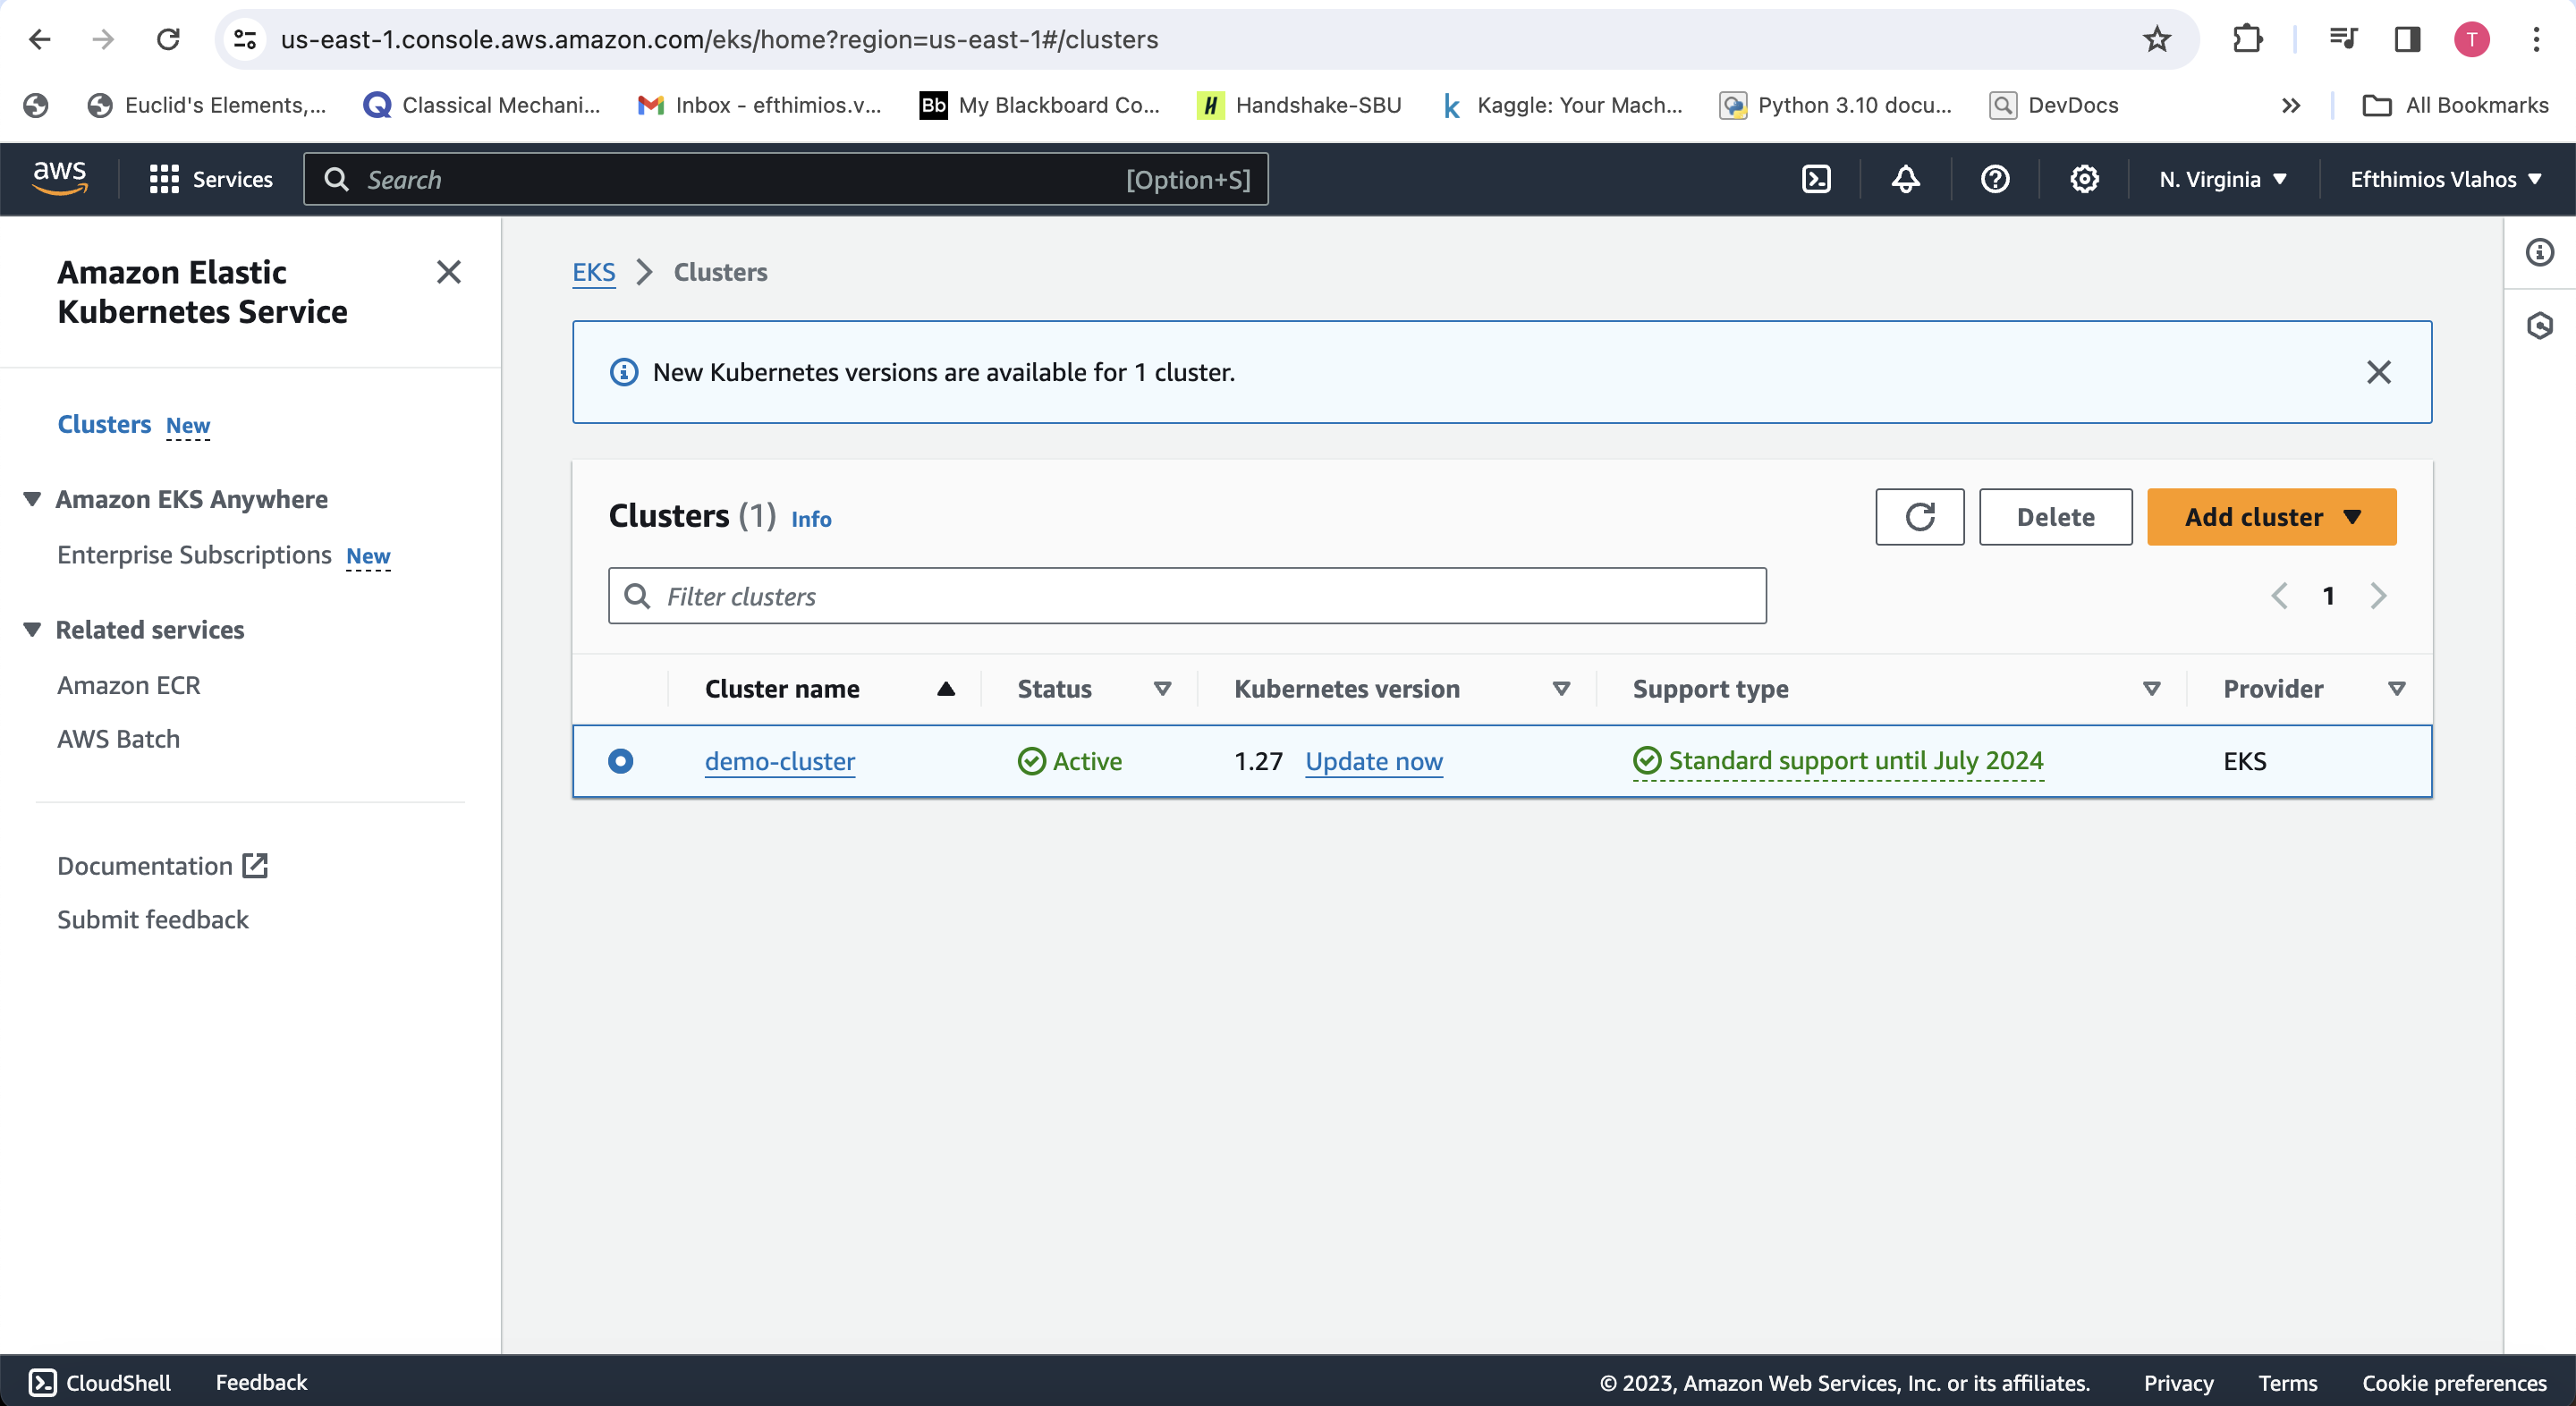 us-east-1.console.aws.amazon.com/eks/home?region=us-east-1#/clusters
T
Euclid's Elements,...
Classical Mechani...
Inbox - efthimios.v...
Bb My Blackboard Co...
H Handshake-SBU
k Kaggle: Your Mach...
Python 3.10 docu...
DevDocs
All Bookmarks
aws
Services
Search
[Option+S]
N. Virginia
Efthimios Vlahos
Amazon Elastic
Kubernetes Service
Clusters New
Amazon EKS Anywhere
Enterprise Subscriptions New
Related services
Amazon ECR
AWS Batch
Documentation
Submit feedback
EKS > Clusters
New Kubernetes versions are available for 1 cluster.
Clusters (1) Info
Delete
Add cluster
Filter clusters
1
Cluster name Status Kubernetes version Support type Provider
demo-cluster Active 1.27 Update now Standard support until July 2024 EKS
CloudShell Feedback © 2023, Amazon Web Services, Inc. or its affiliates. Privacy Terms Cookie preferences